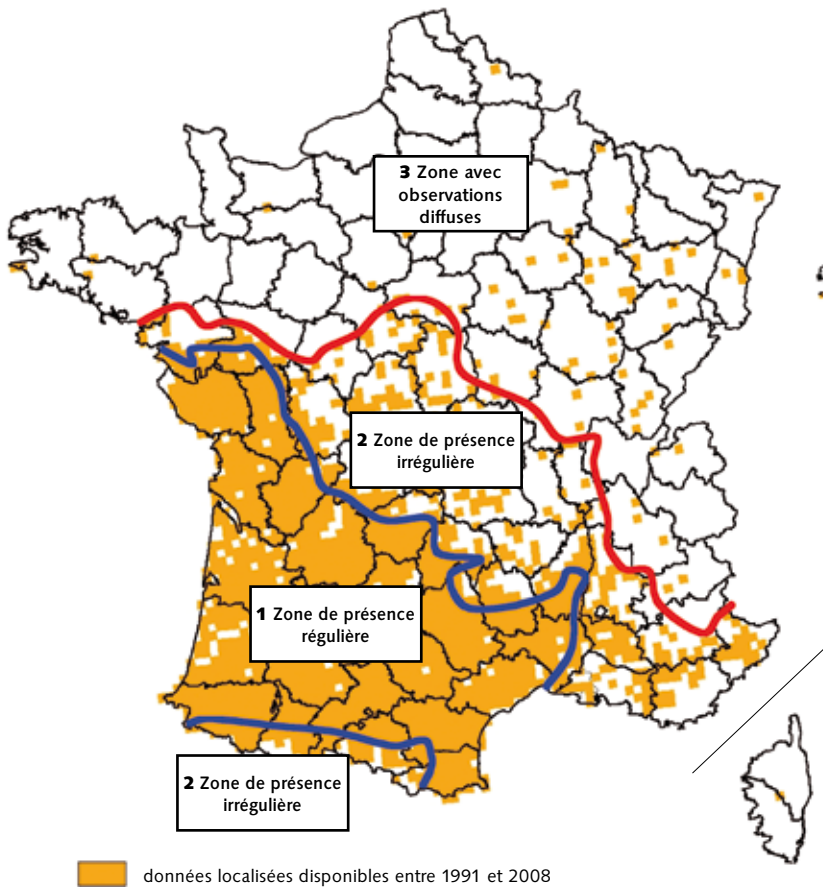 3 Zone avec
observations
diffuses
2 Zone de présence
irrégulière
1 Zone de présence
régulière
2 Zone de présence
irrégulière
données localisées disponibles entre 1991 et 2008